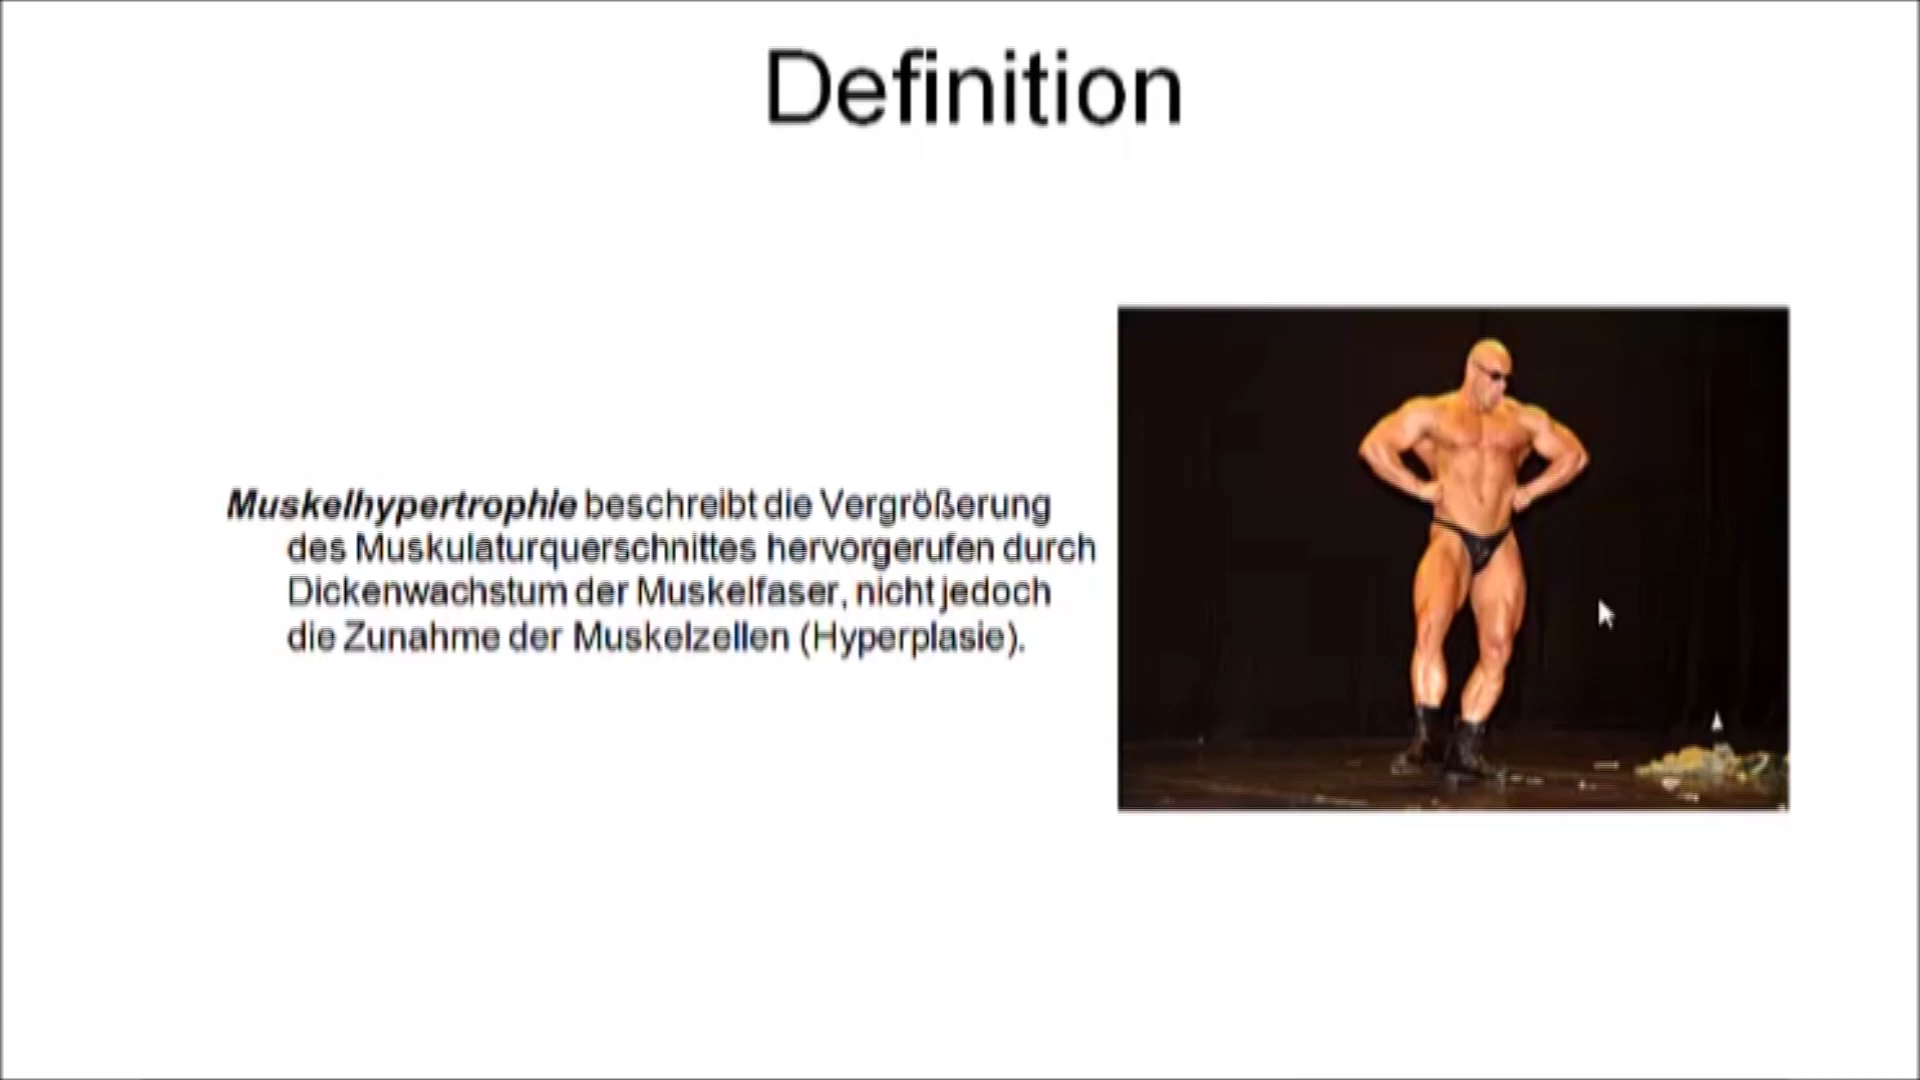 Definition
Muskelhypertrophie beschreibt die Vergrößerung
des Muskulaturquerschnittes hervorgerufen durch
Dickenwachstum der Muskelfaser, nicht jedoch
die Zunahme der Muskelzellen (Hyperplasie).